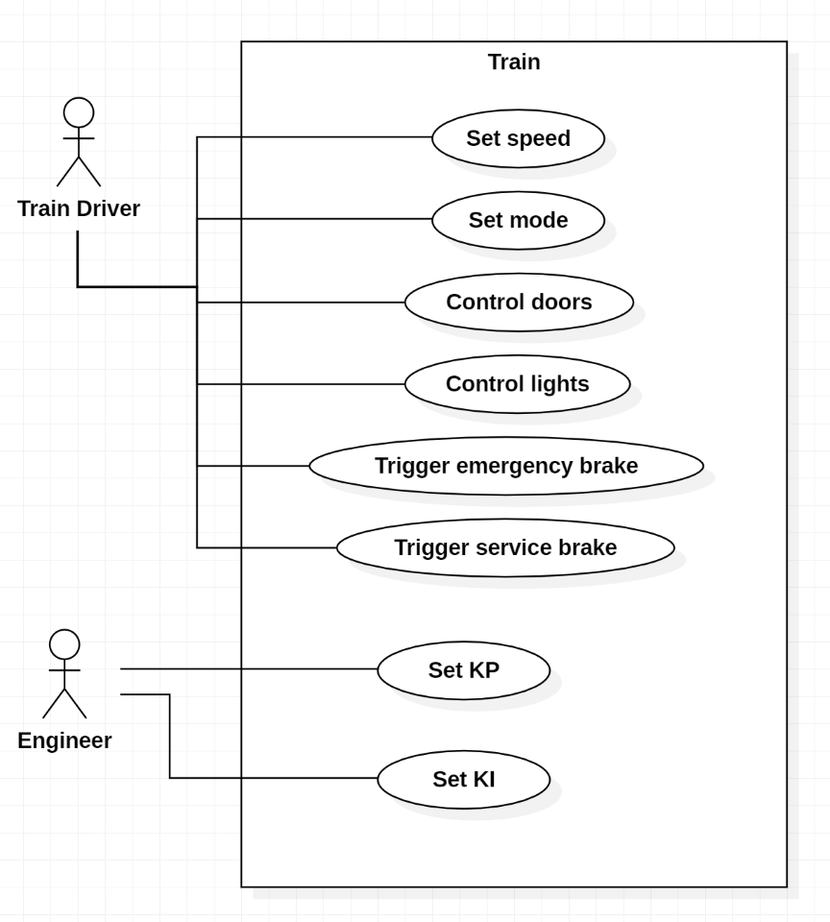 Train
Set speed
Train Driver
Set mode
Control doors
Control lights
Trigger emergency brake
Trigger service brake
Set KP
Engineer
Set KI